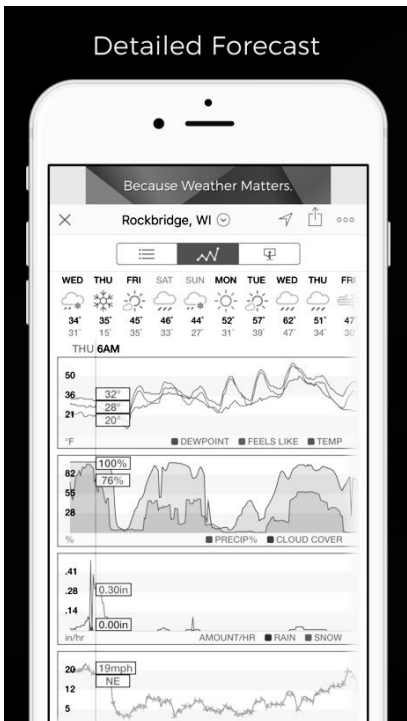 Detailed Forecast
Because Weather Matters.
Rockbridge, WI
WED THU FRI SAT SUN MON TUE WED THU FRI
34° 35° 45° 46° 44° 52° 57° 62° 51° 47
31° 15° 35° 33° 27° 31° 39° 47° 34° 30
THU 6AM
50
36 32°
28°
21 20°
°F DEWPOINT FEELS LIKE TEMP
100%
82 76%
55
28
% PRECIP% CLOUD COVER
.41
.28 0.30in
.14
0.00in
in/hr AMOUNT/HR RAIN SNOW
20 19mph
NE
12
5